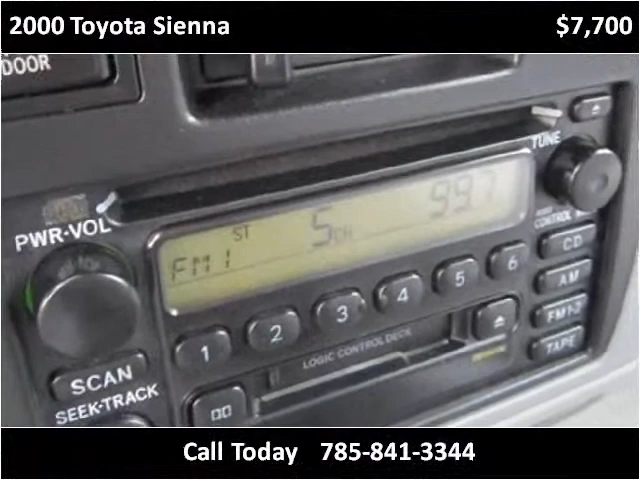 2000 Toyota Sienna $7,700
DOOR
TUNE
PWR·VOL
CONTROL
ST 5CH 99.7
FM1
CD
AM
FM1·2
TAPE
1 2 3 4 5 6
LOGIC CONTROL DECK
SCAN
SEEK·TRACK
Call Today 785-841-3344